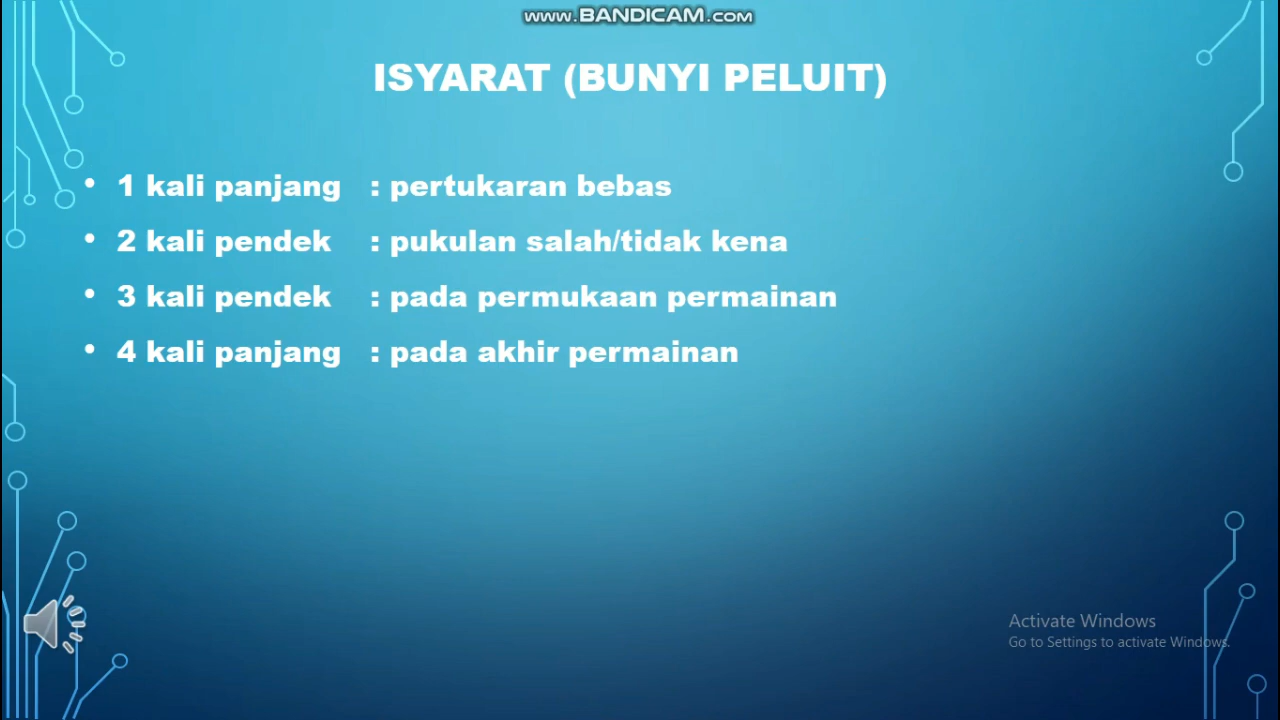 www.BANDICAM.com
ISYARAT (BUNYI PELUIT)
• 1 kali panjang : pertukaran bebas
• 2 kali pendek : pukulan salah/tidak kena
• 3 kali pendek : pada permukaan permainan
• 4 kali panjang : pada akhir permainan
Activate Windows
Go to Settings to activate Windows.